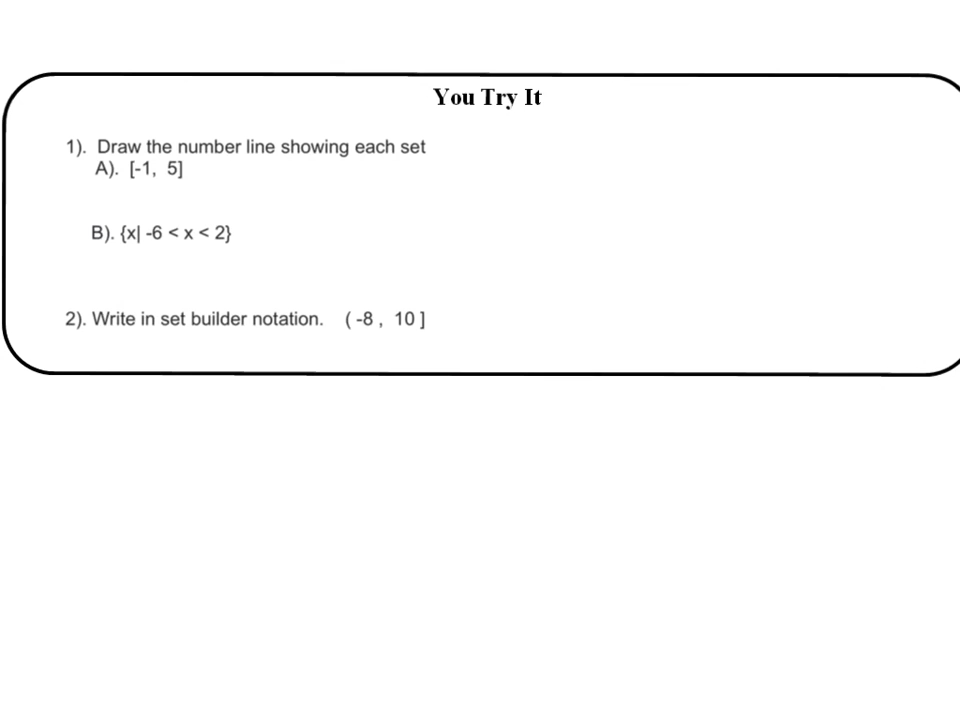 You Try It
1). Draw the number line showing each set
A). [-1, 5]
B). {x| -6 < x < 2}
2). Write in set builder notation. ( -8 , 10 ]